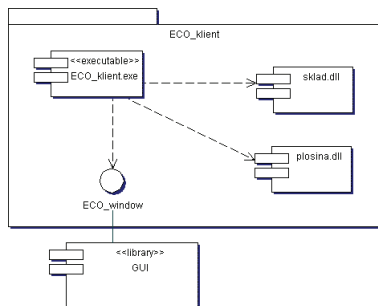 ECO_klient
<<executable>>
ECO_klient.exe
sklad.dll
plosina.dll
ECO_window
<<library>>
GUI